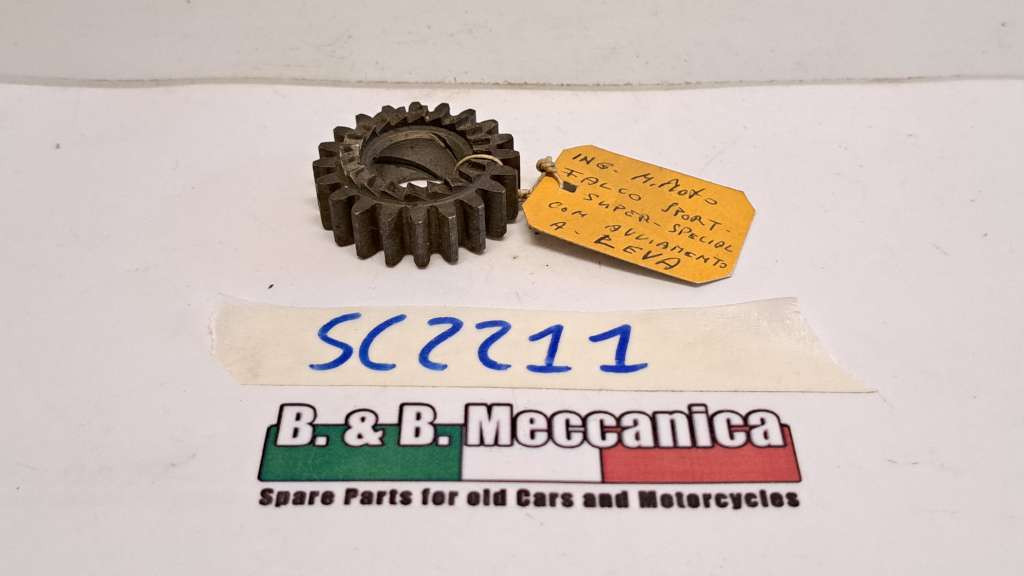 ING. M. MOTO
FALCO SPORT-
SUPER SPECIAL
CON AVVIAMENTO
A. LEVA
SC2211
B. & B. Meccanica
Spare Parts for old Cars and Motorcycles